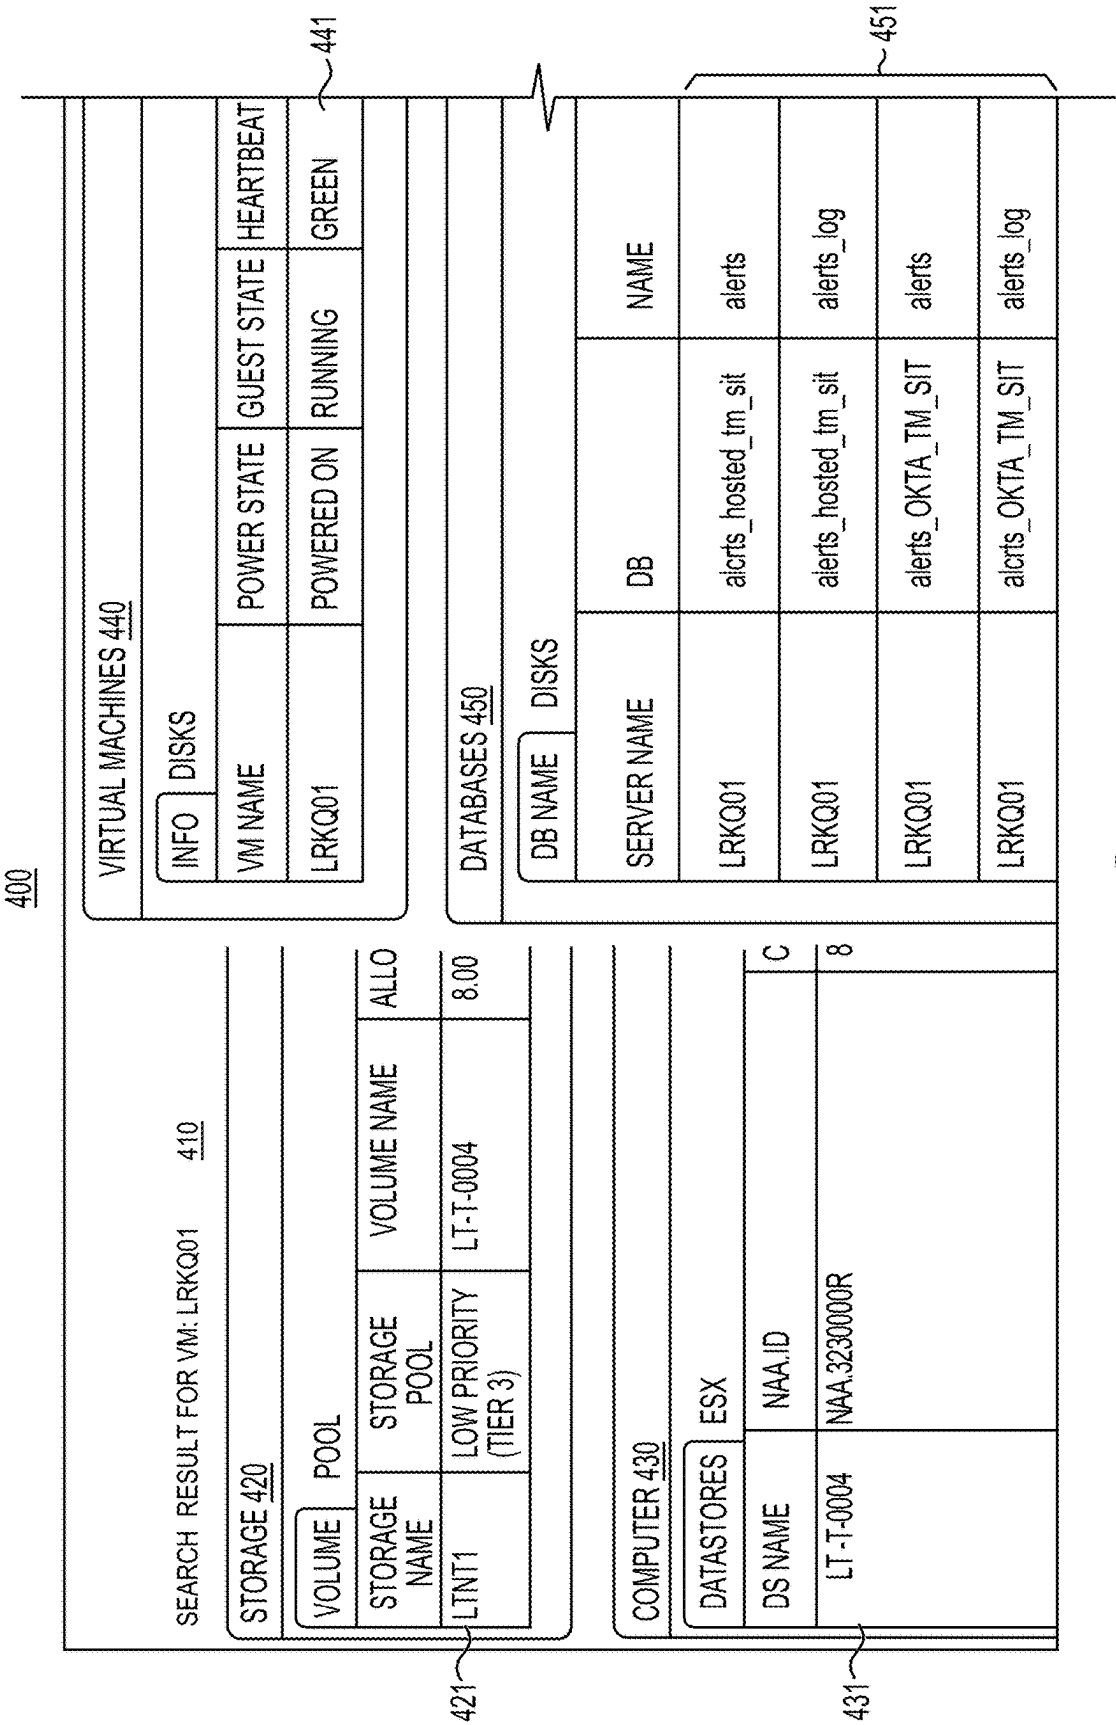 400
SEARCH RESULT FOR VM: LRKQ01 410
STORAGE 420
VOLUME POOL
STORAGE NAME STORAGE POOL VOLUME NAME ALLO
LTNT1 LOW PRIORITY (TIER 3) LT-T-0004 8.00
421
COMPUTER 430
DATASTORES ESX
DS NAME NAA.ID C
LT-T-0004 NAA.3230000R 8
431
VIRTUAL MACHINES 440
INFO DISKS
VM NAME POWER STATE GUEST STATE HEARTBEAT
LRKQ01 POWERED ON RUNNING GREEN
441
DATABASES 450
DB NAME DISKS
SERVER NAME DB NAME
LRKQ01 alcrts_hosted_tm_sit alerts
LRKQ01 alerts_hosted_tm_sit alerts_log
LRKQ01 alerts_OKTA_TM_SIT alerts
LRKQ01 alcrts_OKTA_TM_SIT alerts_log
451